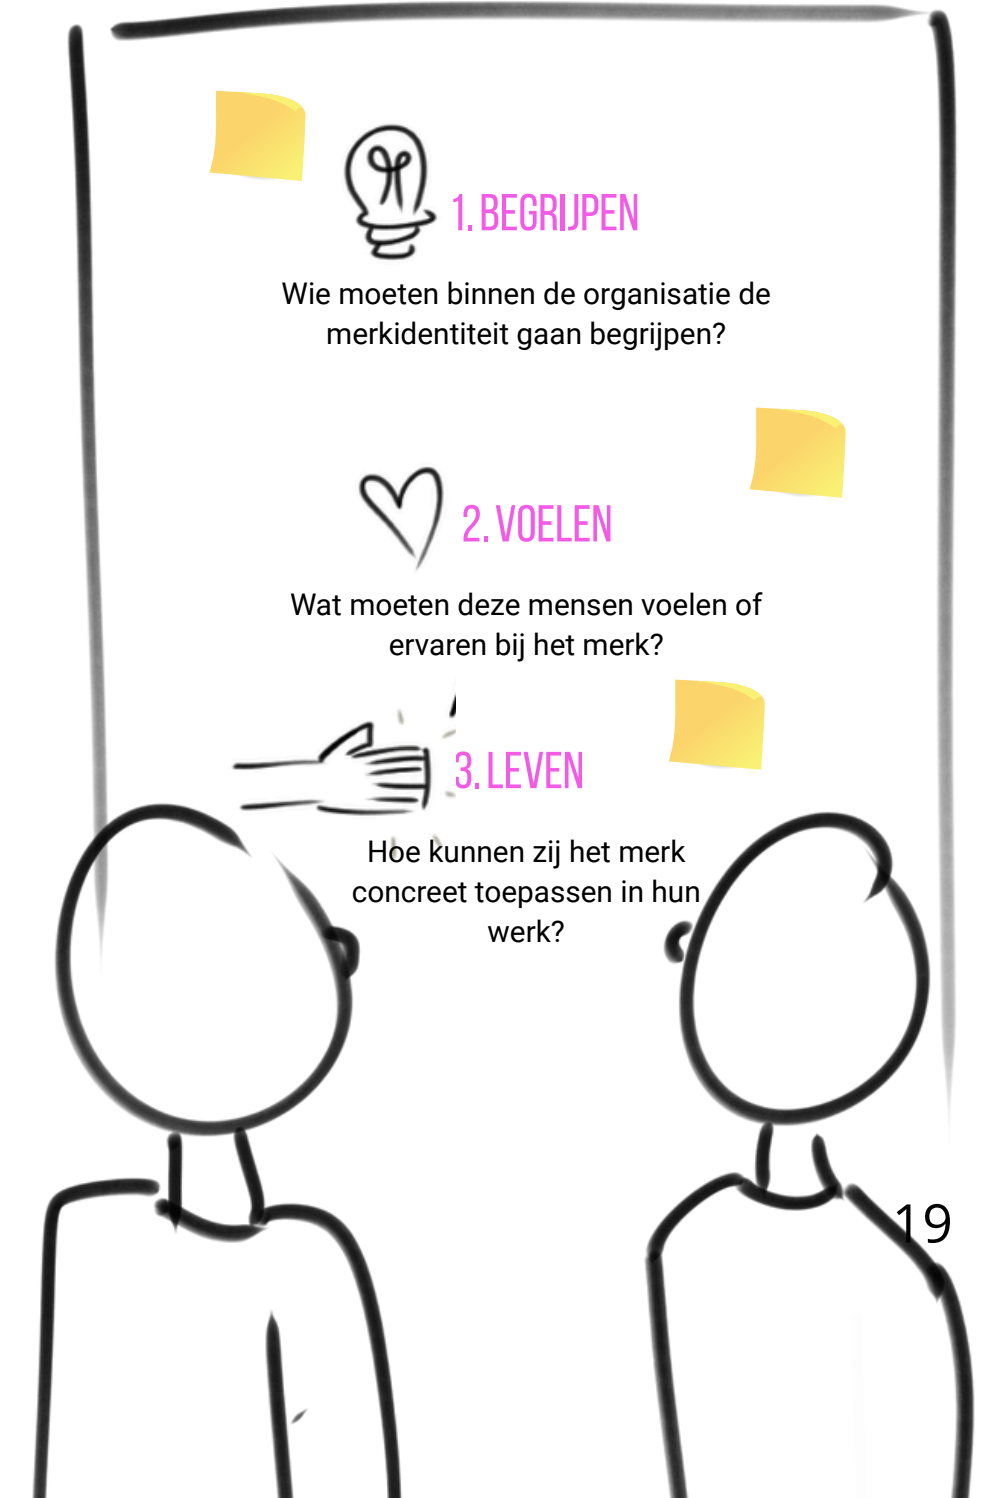 1. BEGRIJPEN
Wie moeten binnen de organisatie de
merkidentiteit gaan begrijpen?
2. VOELEN
Wat moeten deze mensen voelen of
ervaren bij het merk?
3. LEVEN
Hoe kunnen zij het merk
concreet toepassen in hun
werk?
19